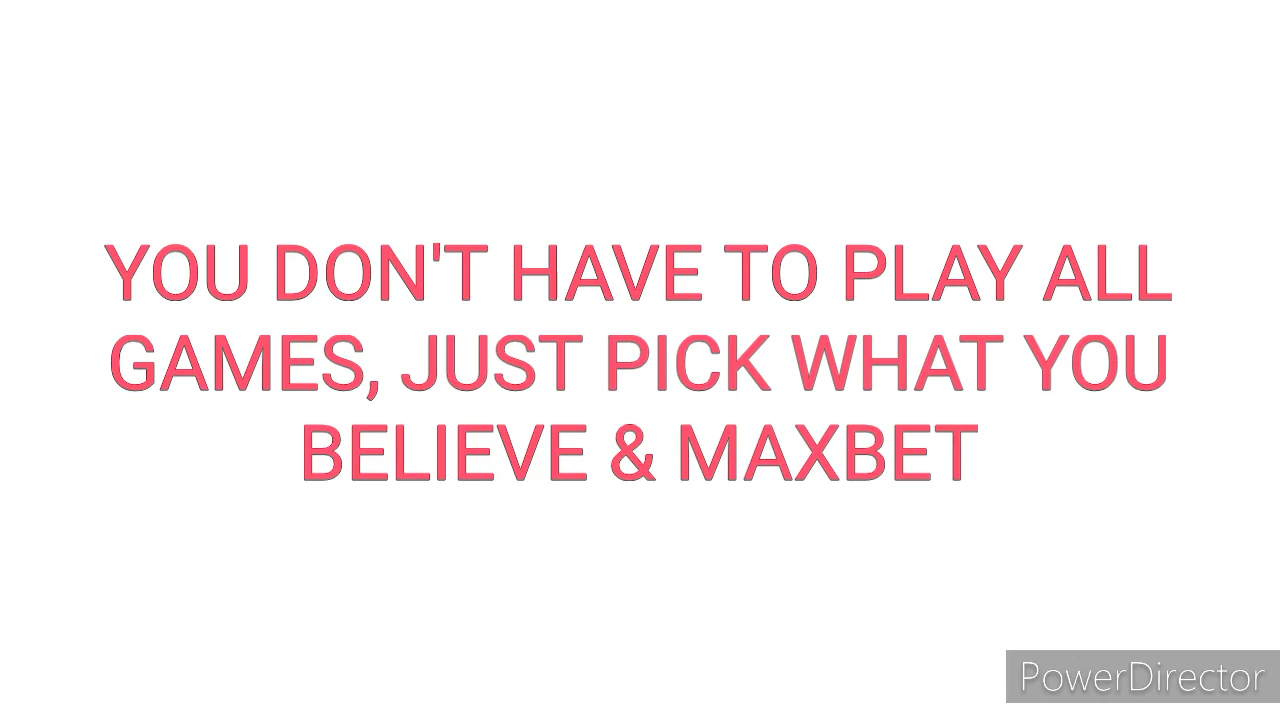 YOU DON'T HAVE TO PLAY ALL
GAMES, JUST PICK WHAT YOU
BELIEVE & MAXBET
PowerDirector